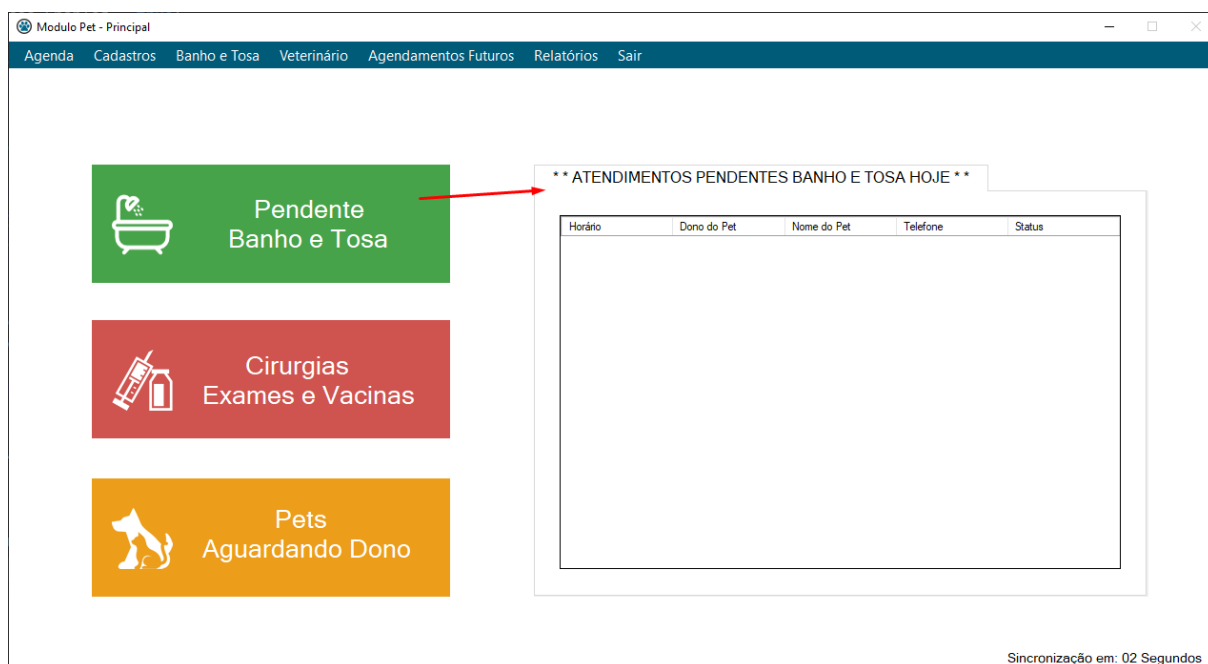 Modulo Pet - Principal
Agenda Cadastros Banho e Tosa Veterinário Agendamentos Futuros Relatórios Sair
Pendente
Banho e Tosa
Cirurgias
Exames e Vacinas
Pets
Aguardando Dono
* * ATENDIMENTOS PENDENTES BANHO E TOSA HOJE * *
Horário Dono do Pet Nome do Pet Telefone Status
Sincronização em: 02 Segundos